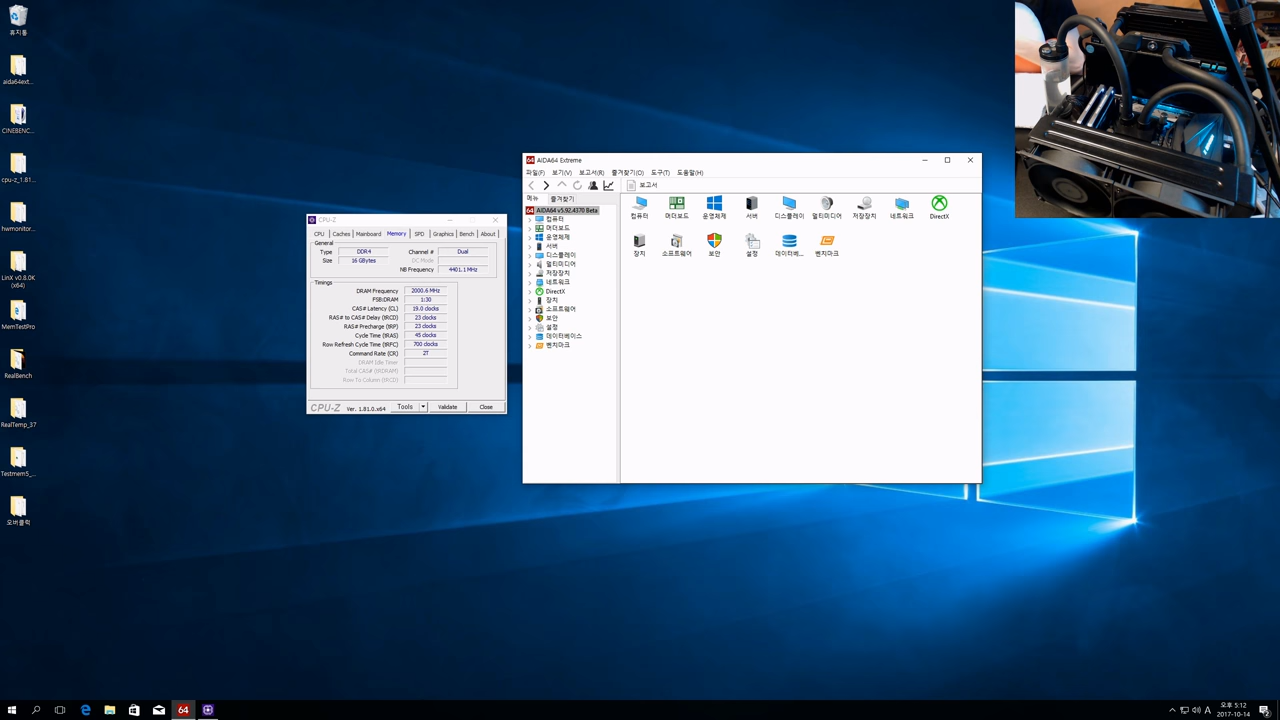 휴지통
aida64ext...
CINEBENC...
cpu-z_1.81...
hwmonitor...
LinX v0.8.0K
(x64)
MemTestPro
RealBench
RealTemp_37
Testmem5_...
오버클럭
CPU-Z
CPU Caches Mainboard Memory SPD Graphics Bench About
General
Type DDR4 Channel # Dual
Size 16 GBytes DC Mode
NB Frequency 4401.1 MHz
Timings
DRAM Frequency 2000.6 MHz
FSB:DRAM 1:30
CAS# Latency (CL) 19.0 clocks
RAS# to CAS# Delay (tRCD) 23 clocks
RAS# Precharge (tRP) 23 clocks
Cycle Time (tRAS) 45 clocks
Row Refresh Cycle Time (tRFC) 700 clocks
Command Rate (CR) 2T
DRAM Idle Timer
Total CAS# (tRDRAM)
Row To Column (tRCD)
CPU-Z Ver. 1.81.0.x64 Tools Validate Close
64 AIDA64 Extreme
파일(F) 보기(V) 보고서(R) 즐겨찾기(O) 도구(T) 도움말(H)
보고서
메뉴 즐겨찾기
64 AIDA64 v5.92.4370 Beta
컴퓨터
머더보드
운영체제
서버
디스플레이
멀티미디어
저장장치
네트워크
DirectX
장치
소프트웨어
보안
설정
데이터베이스
벤치마크
컴퓨터 머더보드 운영체제 서버 디스플레이 멀티미디어 저장장치 네트워크 DirectX
장치 소프트웨어 보안 설정 데이터베... 벤치마크
64
A
오후 5:12
2017-10-14
2